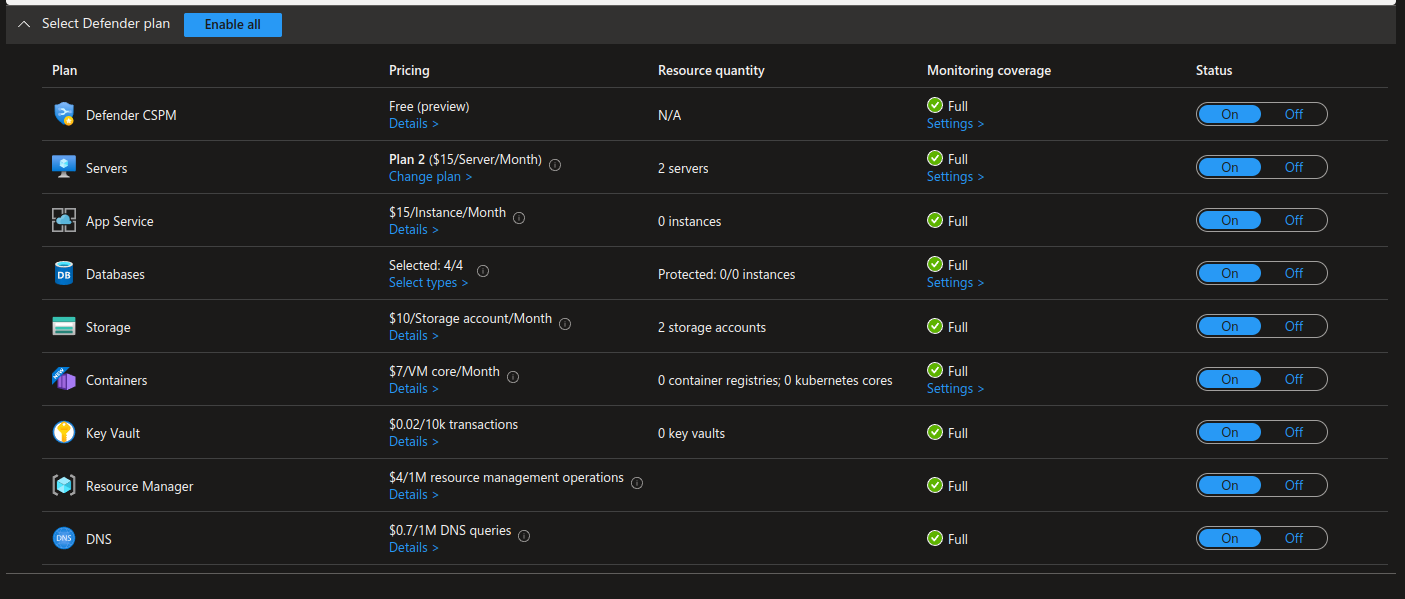 Select Defender plan Enable all
Plan Pricing Resource quantity Monitoring coverage Status
Defender CSPM Free (preview) N/A Full On Off
Details > Settings >
Servers Plan 2 ($15/Server/Month) 2 servers Full On Off
Change plan > Settings >
App Service $15/Instance/Month 0 instances Full On Off
Details >
DB Databases Selected: 4/4 Protected: 0/0 instances Full On Off
Select types > Settings >
Storage $10/Storage account/Month 2 storage accounts Full On Off
Details >
NEW Containers $7/VM core/Month 0 container registries; 0 kubernetes cores Full On Off
Details > Settings >
Key Vault $0.02/10k transactions 0 key vaults Full On Off
Details >
Resource Manager $4/1M resource management operations Full On Off
Details >
DNS DNS $0.7/1M DNS queries Full On Off
Details >